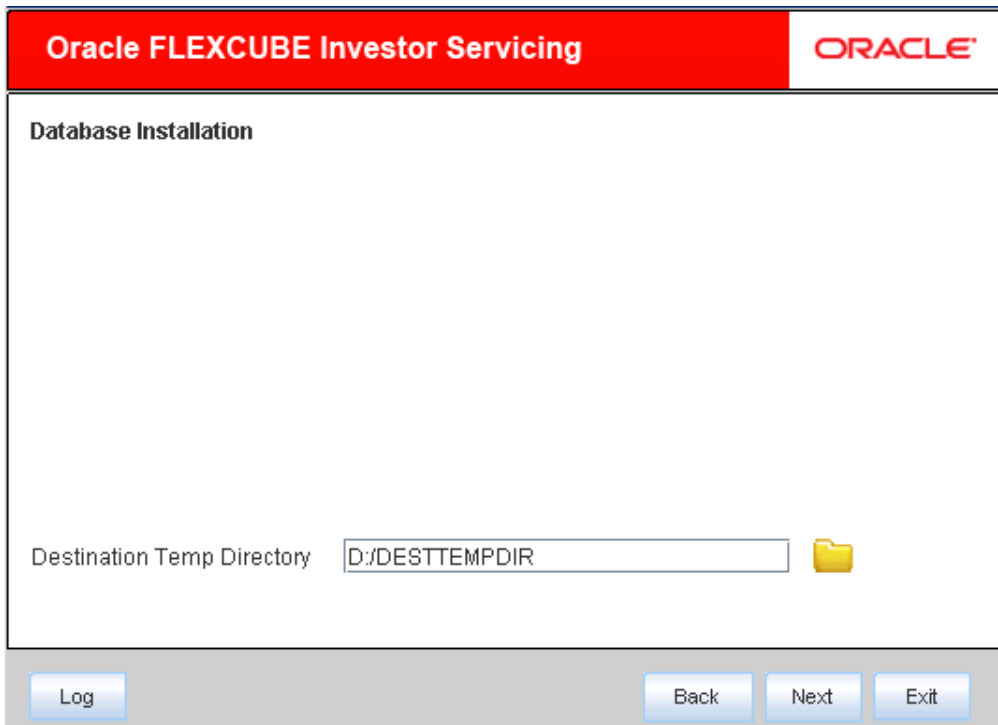 Oracle FLEXCUBE Investor Servicing
ORACLE
Database Installation
Destination Temp Directory
D:/DESTTEMPDIR
Log
Back
Next
Exit